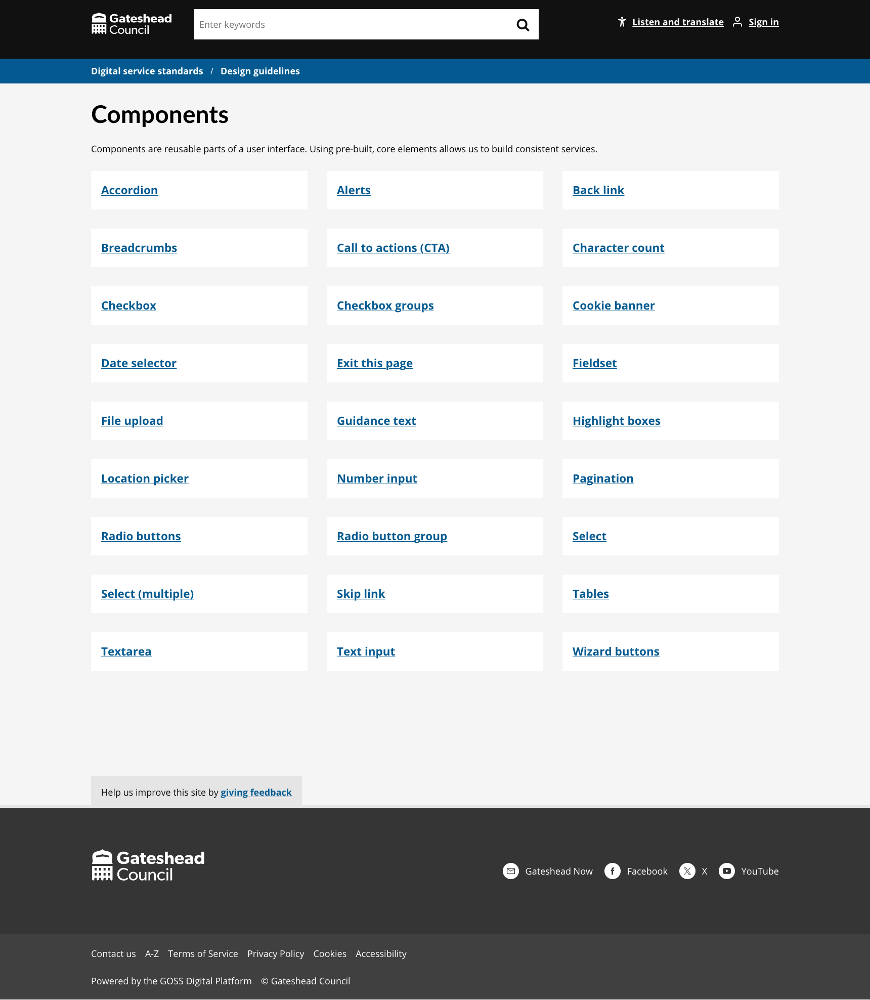 Gateshead
Council
Enter keywords
Listen and translate
Sign in
Digital service standards / Design guidelines
Components
Components are reusable parts of a user interface. Using pre-built, core elements allows us to build consistent services.
Accordion
Alerts
Back link
Breadcrumbs
Call to actions (CTA)
Character count
Checkbox
Checkbox groups
Cookie banner
Date selector
Exit this page
Fieldset
File upload
Guidance text
Highlight boxes
Location picker
Number input
Pagination
Radio buttons
Radio button group
Select
Select (multiple)
Skip link
Tables
Textarea
Text input
Wizard buttons
Help us improve this site by giving feedback
Gateshead
Council
Gateshead Now
Facebook
X
YouTube
Contact us A-Z Terms of Service Privacy Policy Cookies Accessibility
Powered by the GOSS Digital Platform © Gateshead Council